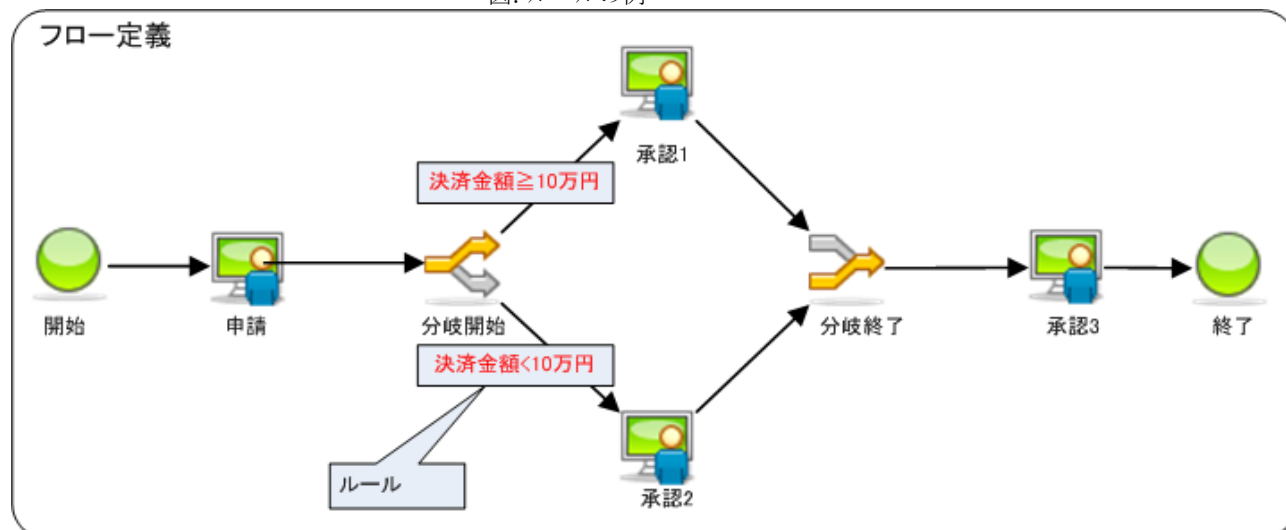 フロー定義
承認1
決済金額≧10万円
開始
申請
分岐開始
分岐終了
承認3
終了
決済金額<10万円
ルール
承認2